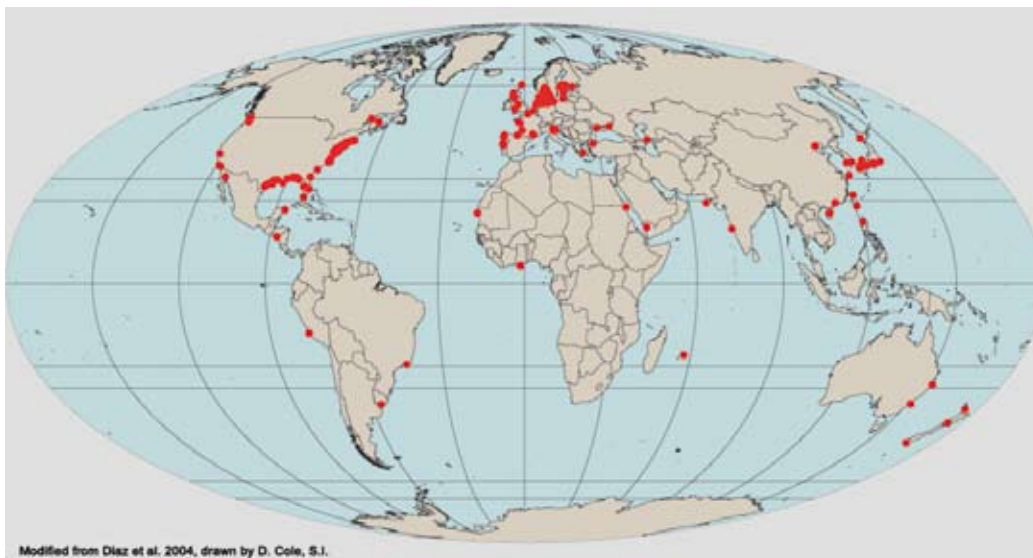 Modified from Diaz et al. 2004, drawn by D. Cole, S.I.